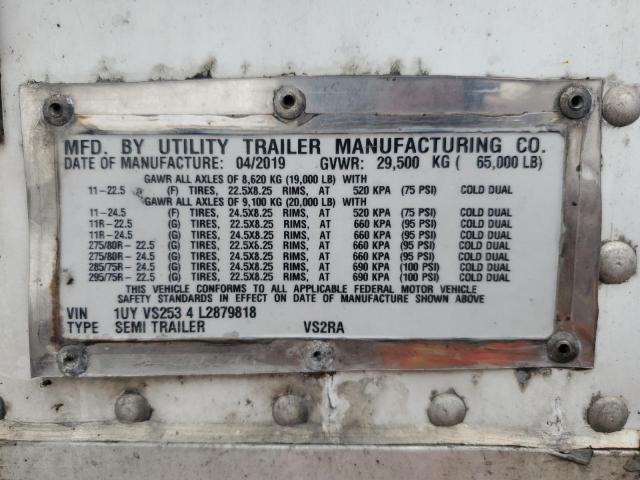 MFD. BY UTILITY TRAILER MANUFACTURING CO.
DATE OF MANUFACTURE: 04/2019 GVWR: 29,500 KG ( 65,000 LB)
GAWR ALL AXLES OF 8,620 KG (19,000 LB) WITH
11-22.5 (F) TIRES, 22.5X8.25 RIMS, AT 520 KPA (75 PSI) COLD DUAL
GAWR ALL AXLES OF 9,100 KG (20,000 LB) WITH
11-24.5 (F) TIRES, 24.5X8.25 RIMS, AT 520 KPA (75 PSI) COLD DUAL
11R-22.5 (G) TIRES, 22.5X8.25 RIMS, AT 660 KPA (95 PSI) COLD DUAL
11R-24.5 (G) TIRES, 24.5X8.25 RIMS, AT 660 KPA (95 PSI) COLD DUAL
275/80R-22.5 (G) TIRES, 22.5X8.25 RIMS, AT 660 KPA (95 PSI) COLD DUAL
275/80R-24.5 (G) TIRES, 24.5X8.25 RIMS, AT 660 KPA (95 PSI) COLD DUAL
285/75R-24.5 (G) TIRES, 24.5X8.25 RIMS, AT 690 KPA (100 PSI) COLD DUAL
295/75R-22.5 (G) TIRES, 22.5X8.25 RIMS, AT 690 KPA (100 PSI) COLD DUAL
THIS VEHICLE CONFORMS TO ALL APPLICABLE FEDERAL MOTOR VEHICLE
SAFETY STANDARDS IN EFFECT ON DATE OF MANUFACTURE SHOWN ABOVE
VIN 1UY VS253 4 L2879818
TYPE SEMI TRAILER VS2RA